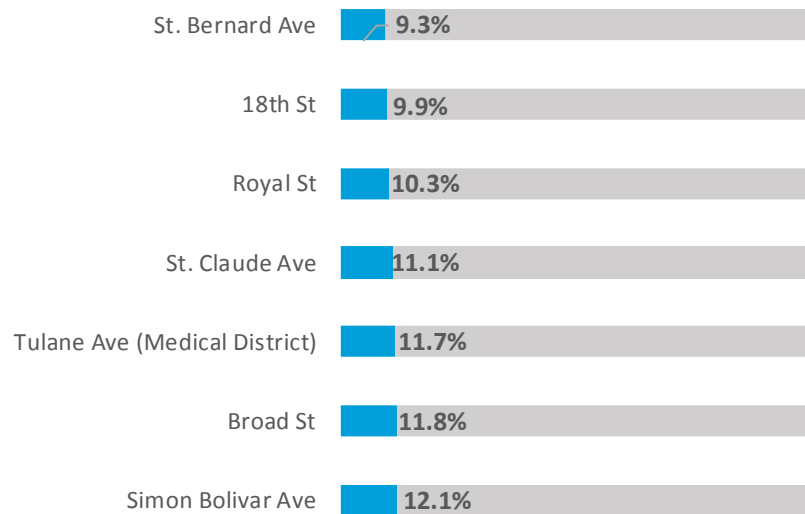 St. Bernard Ave 9.3%
18th St 9.9%
Royal St 10.3%
St. Claude Ave 11.1%
Tulane Ave (Medical District) 11.7%
Broad St 11.8%
Simon Bolivar Ave 12.1%